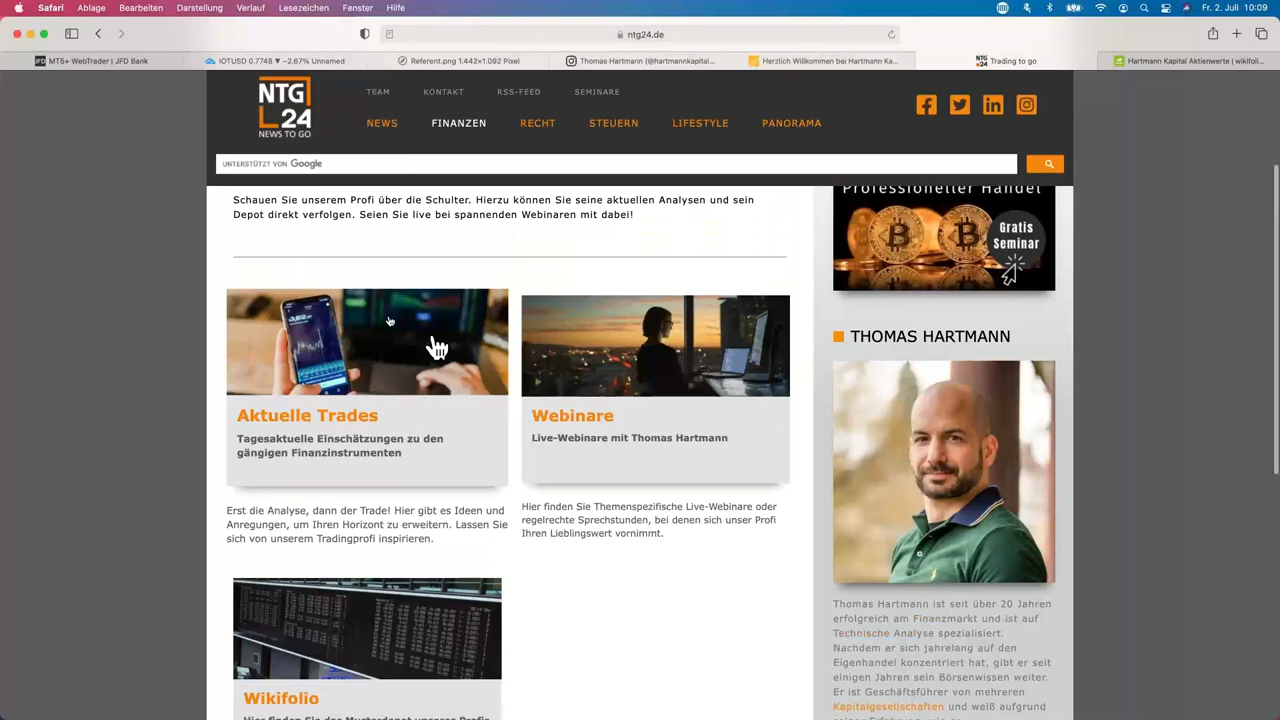 Safari Ablage Bearbeiten Darstellung Verlauf Lesezeichen Fenster Hilfe
Fr. 2. Juli 10:09
ntg24.de
MT5+ WebTrader | JFD Bank
IOTUSD 0.7748 ▼ −2.67% Unnamed
Referent.png 1.442×1.092 Pixel
Thomas Hartmann (@hartmannkapital...
Herzlich Willkommen bei Hartmann Ka...
Trading to go
Hartmann Kapital Aktienwerte | wikifolio...
NTG
24
NEWS TO GO
TEAM KONTAKT RSS-FEED SEMINARE
NEWS FINANZEN RECHT STEUERN LIFESTYLE PANORAMA
UNTERSTÜTZT VON Google
Schauen Sie unserem Profi über die Schulter. Hierzu können Sie seine aktuellen Analysen und sein
Depot direkt verfolgen. Seien Sie live bei spannenden Webinaren mit dabei!
Aktuelle Trades
Tagesaktuelle Einschätzungen zu den
gängigen Finanzinstrumenten
Erst die Analyse, dann der Trade! Hier gibt es Ideen und
Anregungen, um Ihren Horizont zu erweitern. Lassen Sie
sich von unserem Tradingprofi inspirieren.
Webinare
Live-Webinare mit Thomas Hartmann
Hier finden Sie Themenspezifische Live-Webinare oder
regelrechte Sprechstunden, bei denen sich unser Profi
Ihren Lieblingswert vornimmt.
Wikifolio
Hier finden Sie das Musterdepot unseres Profis
Professioneller Handel
Gratis
Seminar
THOMAS HARTMANN
Thomas Hartmann ist seit über 20 Jahren
erfolgreich am Finanzmarkt und ist auf
Technische Analyse spezialisiert.
Nachdem er sich jahrelang auf den
Eigenhandel konzentriert hat, gibt er seit
einigen Jahren sein Börsenwissen weiter.
Er ist Geschäftsführer von mehreren
Kapitalgesellschaften und weiß aufgrund